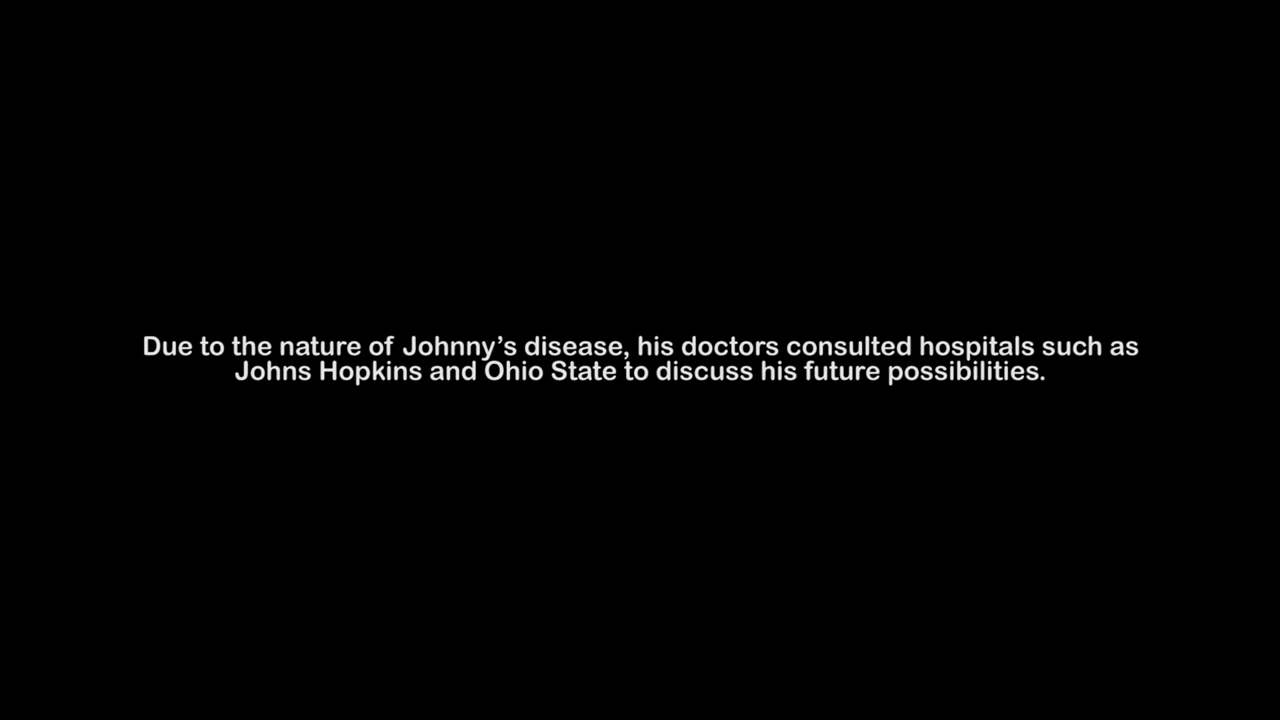 Due to the nature of Johnny’s disease, his doctors consulted hospitals such as
Johns Hopkins and Ohio State to discuss his future possibilities.